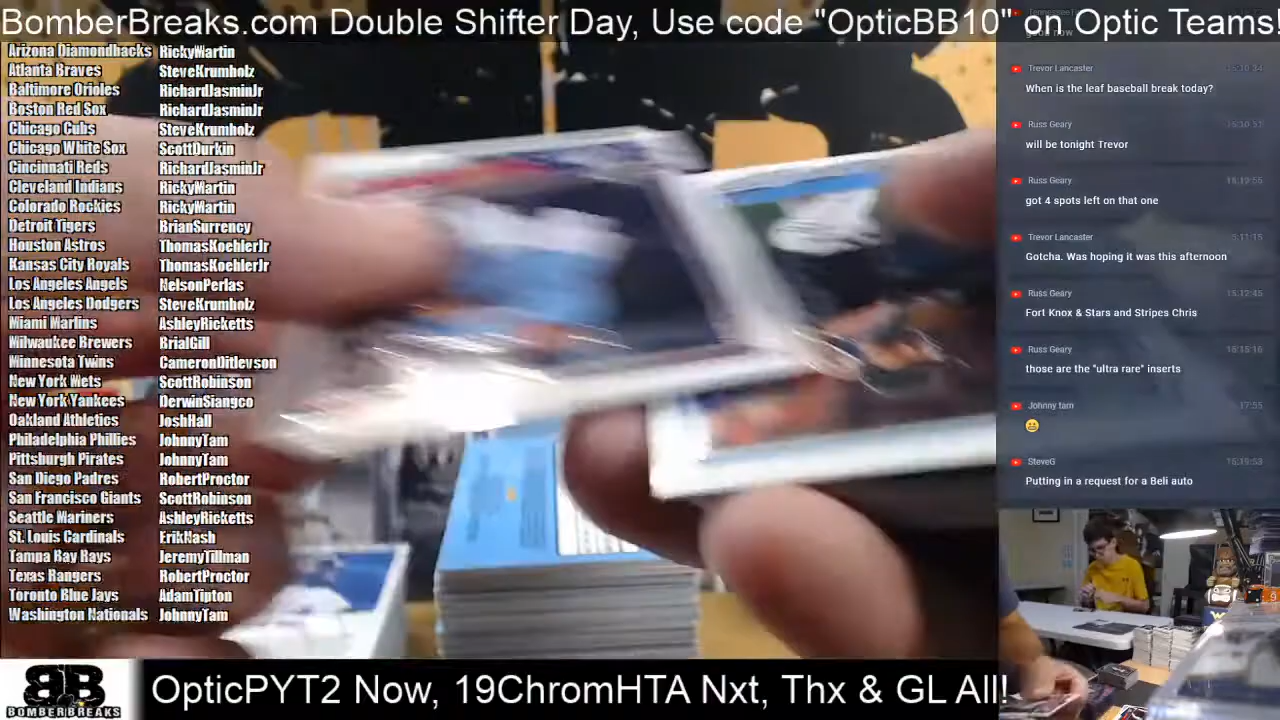 BomberBreaks.com Double Shifter Day, Use code "OpticBB10" on Optic Teams!
Arizona Diamondbacks RickyMartin
Atlanta Braves SteveKrumholz
Baltimore Orioles RichardJasminJr
Boston Red Sox RichardJasminJr
Chicago Cubs SteveKrumholz
Chicago White Sox ScottDurkin
Cincinnati Reds RichardJasminJr
Cleveland Indians RickyMartin
Colorado Rockies RickyMartin
Detroit Tigers BrianSurrency
Houston Astros ThomasKoehlerJr
Kansas City Royals ThomasKoehlerJr
Los Angeles Angels NelsonPerlas
Los Angeles Dodgers SteveKrumholz
Miami Marlins AshleyRicketts
Milwaukee Brewers BrialGill
Minnesota Twins CameronDitlevson
New York Mets ScottRobinson
New York Yankees DerwinSiangco
Oakland Athletics JoshHall
Philadelphia Phillies JohnnyTam
Pittsburgh Pirates JohnnyTam
San Diego Padres RobertProctor
San Francisco Giants ScottRobinson
Seattle Mariners AshleyRicketts
St. Louis Cardinals ErikNash
Tampa Bay Rays JeremyTillman
Texas Rangers RobertProctor
Toronto Blue Jays AdamTipton
Washington Nationals JohnnyTam
good now
Trevor Lancaster
When is the leaf baseball break today?
Russ Geary
will be tonight Trevor
Russ Geary
got 4 spots left on that one
Trevor Lancaster
Gotcha. Was hoping it was this afternoon
Russ Geary
Fort Knox & Stars and Stripes Chris
Russ Geary
those are the "ultra rare" inserts
Johnny tam
SteveG
Putting in a request for a Beli auto
BB
BOMBERBREAKS
OpticPYT2 Now, 19ChromHTA Nxt, Thx & GL All!